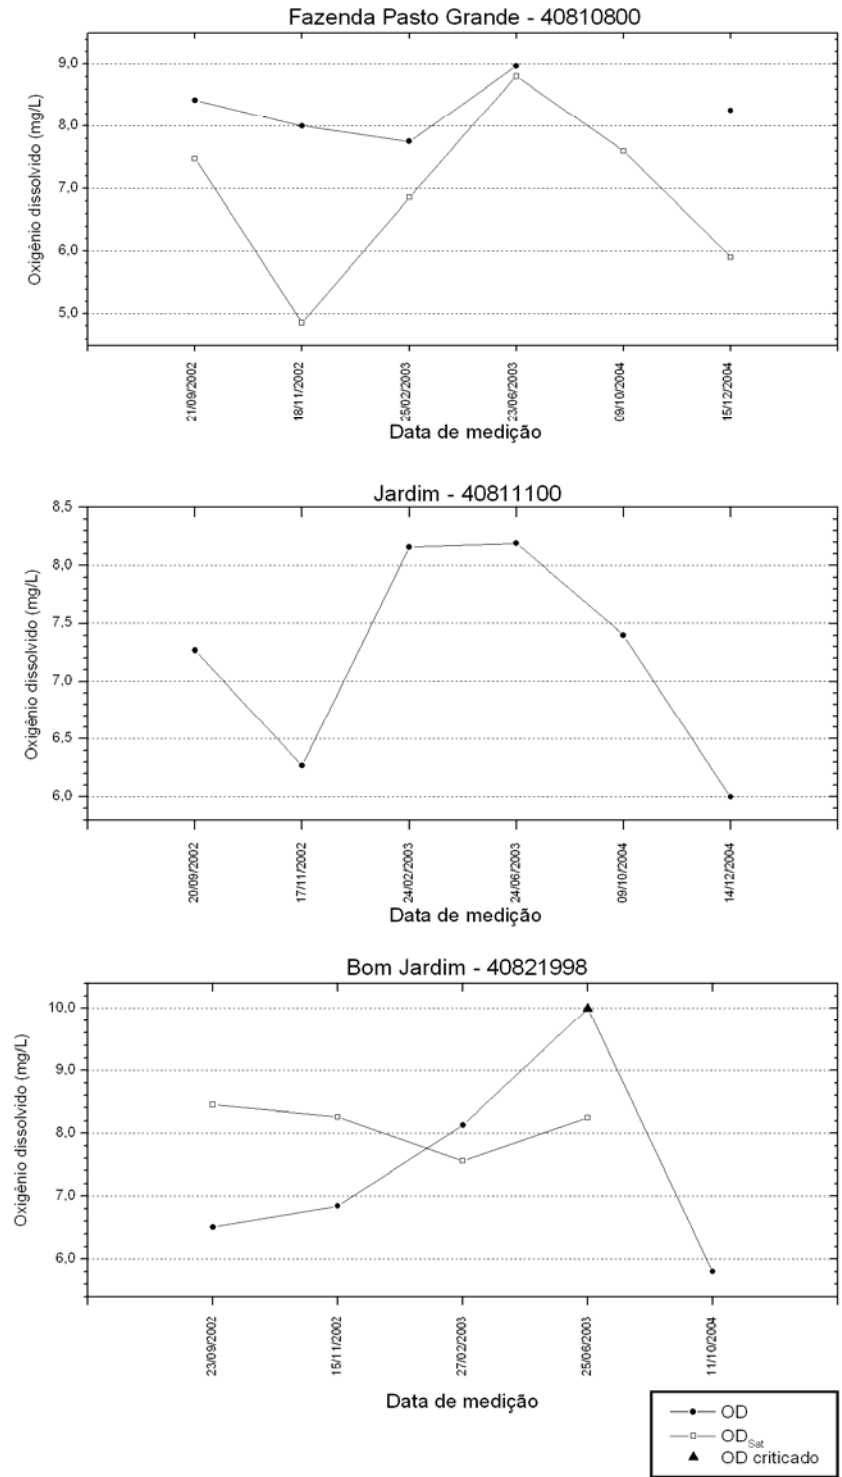 Fazenda Pasto Grande - 40810800
Oxigênio dissolvido (mg/L)
9,0
8,0
7,0
6,0
5,0
21/09/2002
18/11/2002
25/02/2003
23/06/2003
09/10/2004
15/12/2004
Data de medição
Jardim - 40811100
Oxigênio dissolvido (mg/L)
8,5
8,0
7,5
7,0
6,5
6,0
20/09/2002
17/11/2002
24/02/2003
24/06/2003
09/10/2004
14/12/2004
Data de medição
Bom Jardim - 40821998
Oxigênio dissolvido (mg/L)
10,0
9,0
8,0
7,0
6,0
23/09/2002
15/11/2002
27/02/2003
25/06/2003
11/10/2004
Data de medição
OD
OD Sat
OD criticado